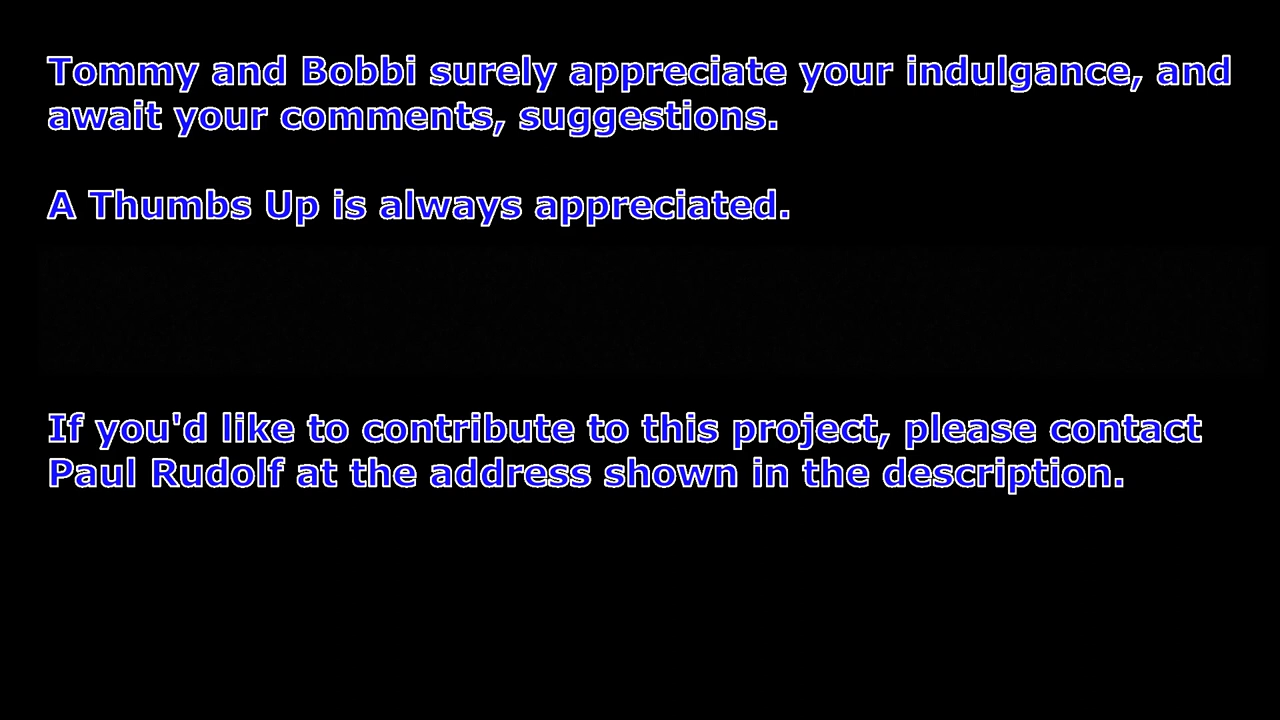 Tommy and Bobbi surely appreciate your indulgance, and
await your comments, suggestions.
A Thumbs Up is always appreciated.
If you'd like to contribute to this project, please contact
Paul Rudolf at the address shown in the description.